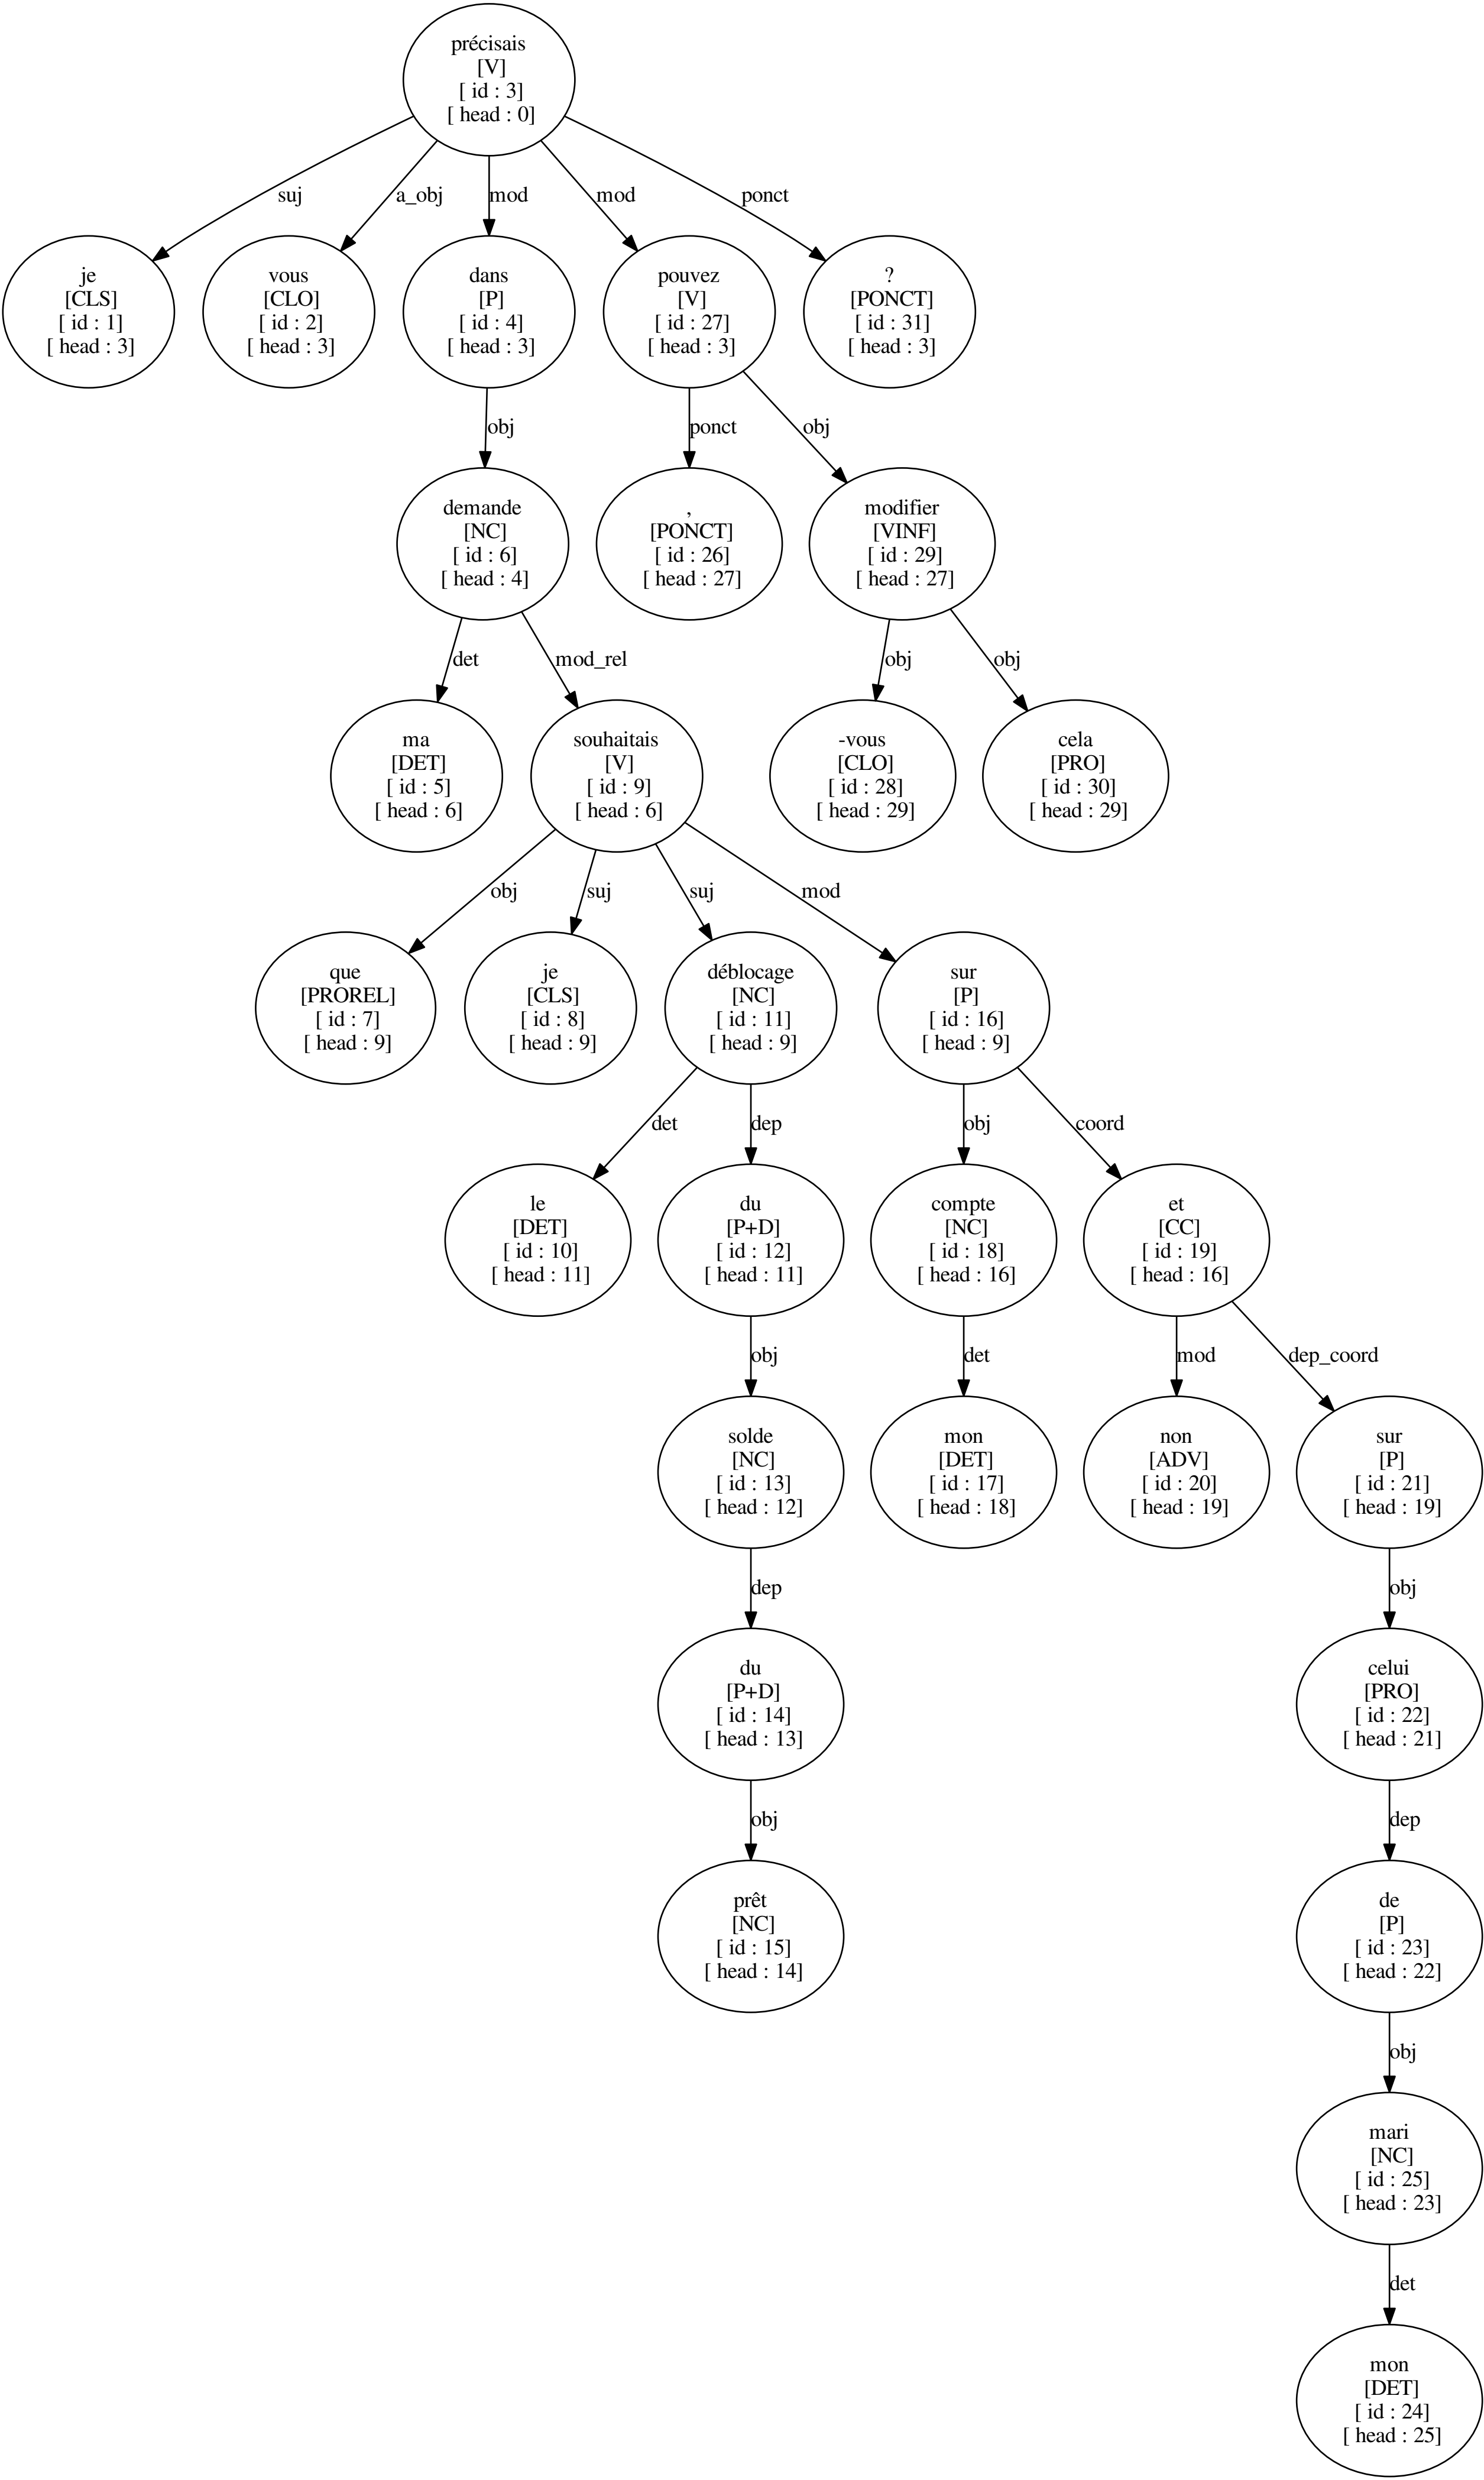 précisais
[V]
[ id : 3]
[ head : 0]
suj
a_obj
mod
mod
ponct
je
[CLS]
[ id : 1]
[ head : 3]
vous
[CLO]
[ id : 2]
[ head : 3]
dans
[P]
[ id : 4]
[ head : 3]
pouvez
[V]
[ id : 27]
[ head : 3]
?
[PONCT]
[ id : 31]
[ head : 3]
obj
ponct
obj
demande
[NC]
[ id : 6]
[ head : 4]
,
[PONCT]
[ id : 26]
[ head : 27]
modifier
[VINF]
[ id : 29]
[ head : 27]
det
mod_rel
obj
obj
ma
[DET]
[ id : 5]
[ head : 6]
souhaitais
[V]
[ id : 9]
[ head : 6]
-vous
[CLO]
[ id : 28]
[ head : 29]
cela
[PRO]
[ id : 30]
[ head : 29]
obj
suj
suj
mod
que
[PROREL]
[ id : 7]
[ head : 9]
je
[CLS]
[ id : 8]
[ head : 9]
déblocage
[NC]
[ id : 11]
[ head : 9]
sur
[P]
[ id : 16]
[ head : 9]
det
dep
obj
coord
le
[DET]
[ id : 10]
[ head : 11]
du
[P+D]
[ id : 12]
[ head : 11]
compte
[NC]
[ id : 18]
[ head : 16]
et
[CC]
[ id : 19]
[ head : 16]
obj
det
mod
dep_coord
solde
[NC]
[ id : 13]
[ head : 12]
mon
[DET]
[ id : 17]
[ head : 18]
non
[ADV]
[ id : 20]
[ head : 19]
sur
[P]
[ id : 21]
[ head : 19]
dep
obj
du
[P+D]
[ id : 14]
[ head : 13]
celui
[PRO]
[ id : 22]
[ head : 21]
obj
dep
prêt
[NC]
[ id : 15]
[ head : 14]
de
[P]
[ id : 23]
[ head : 22]
obj
mari
[NC]
[ id : 25]
[ head : 23]
det
mon
[DET]
[ id : 24]
[ head : 25]